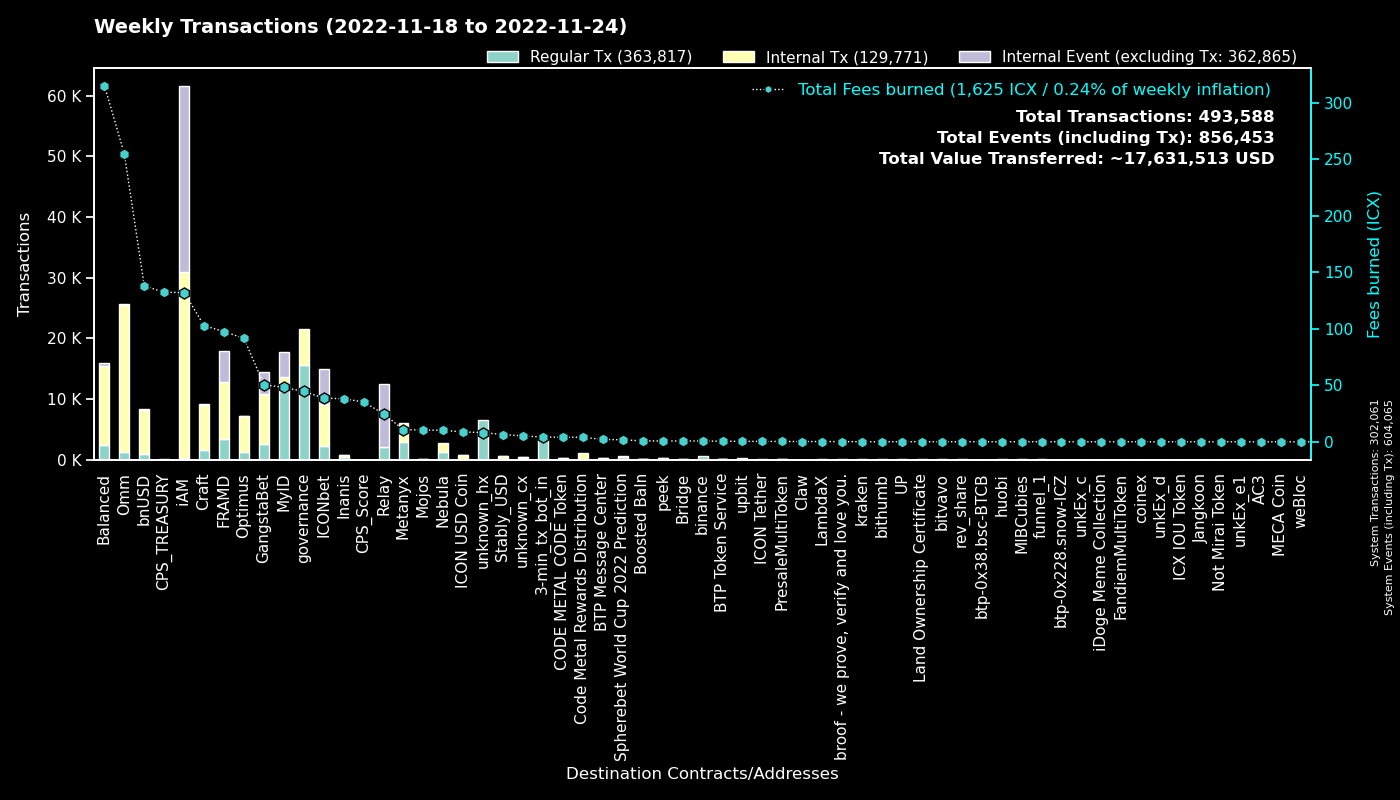 Weekly Transactions (2022-11-18 to 2022-11-24)
Regular Tx (363,817)
Internal Tx (129,771)
Internal Event (excluding Tx: 362,865)
Total Fees burned (1,625 ICX / 0.24% of weekly inflation)
Total Transactions: 493,588
Total Events (including Tx): 856,453
Total Value Transferred: ~17,631,513 USD
Transactions
60 K
50 K
40 K
30 K
20 K
10 K
0 K
300
250
200
150
100
50
0
Fees burned (ICX)
System Transactions: 302,061
System Events (including Tx): 604,065
Balanced
Omm
bnUSD
CPS_TREASURY
iAM
Craft
FRAMD
Optimus
GangstaBet
MyID
governance
ICONbet
Inanis
CPS_Score
Relay
Metanyx
Mojos
Nebula
ICON USD Coin
unknown_hx
Stably_USD
unknown_cx
3-min_tx_bot_in
CODE METAL CODE Token
Code Metal Rewards Distribution
BTP Message Center
Spherebet World Cup 2022 Prediction
Boosted Baln
peek
Bridge
binance
BTP Token Service
upbit
ICON Tether
PresaleMultiToken
Claw
LambdaX
broof - we prove, verify and love you.
kraken
bithumb
UP
Land Ownership Certificate
bitvavo
rev_share
btp-0x38.bsc-BTCB
huobi
MIBCubies
funnel_1
btp-0x228.snow-ICZ
unkEx_c
iDoge Meme Collection
FandiemMultiToken
coinex
unkEx_d
ICX IOU Token
Jangkoon
Not Mirai Token
unkEx_e1
AC3
MECA Coin
weBloc
Destination Contracts/Addresses